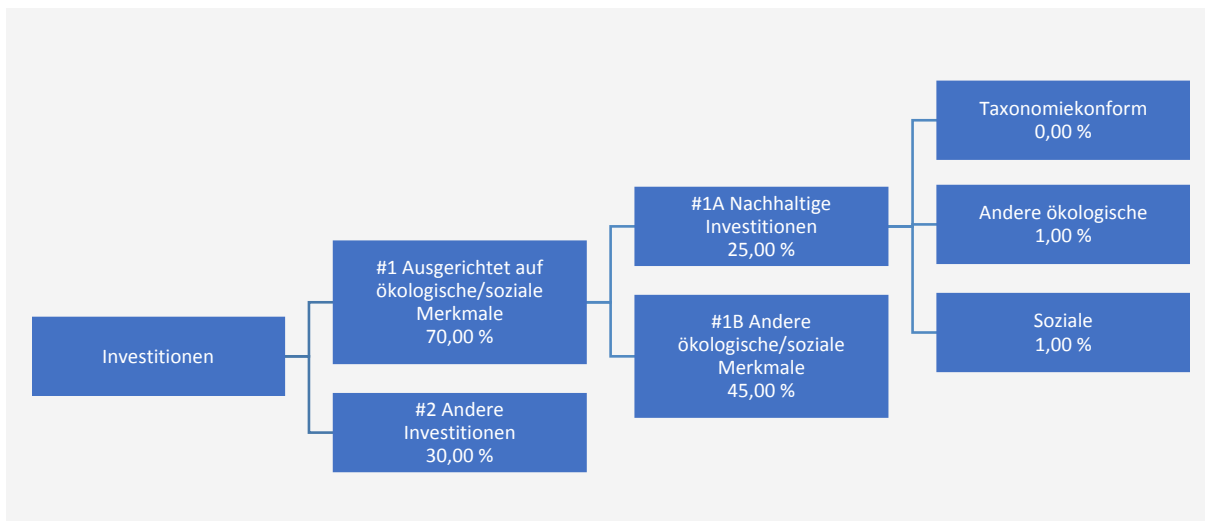 Investitionen
#1 Ausgerichtet auf
ökologische/soziale
Merkmale
70,00 %
#2 Andere
Investitionen
30,00 %
#1A Nachhaltige
Investitionen
25,00 %
#1B Andere
ökologische/soziale
Merkmale
45,00 %
Taxonomiekonform
0,00 %
Andere ökologische
1,00 %
Soziale
1,00 %